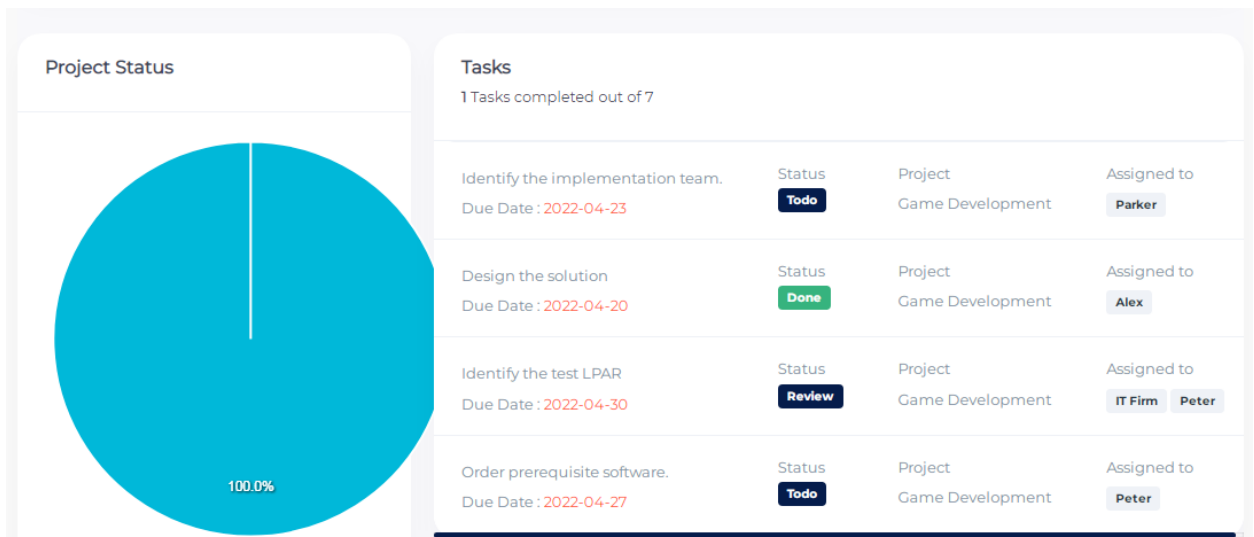 Project Status
100.0%
Tasks
1 Tasks completed out of 7
Identify the implementation team.
Due Date : 2022-04-23
Status
Todo
Project
Game Development
Assigned to
Parker
Design the solution
Due Date : 2022-04-20
Status
Done
Project
Game Development
Assigned to
Alex
Identify the test LPAR
Due Date : 2022-04-30
Status
Review
Project
Game Development
Assigned to
IT Firm Peter
Order prerequisite software.
Due Date : 2022-04-27
Status
Todo
Project
Game Development
Assigned to
Peter